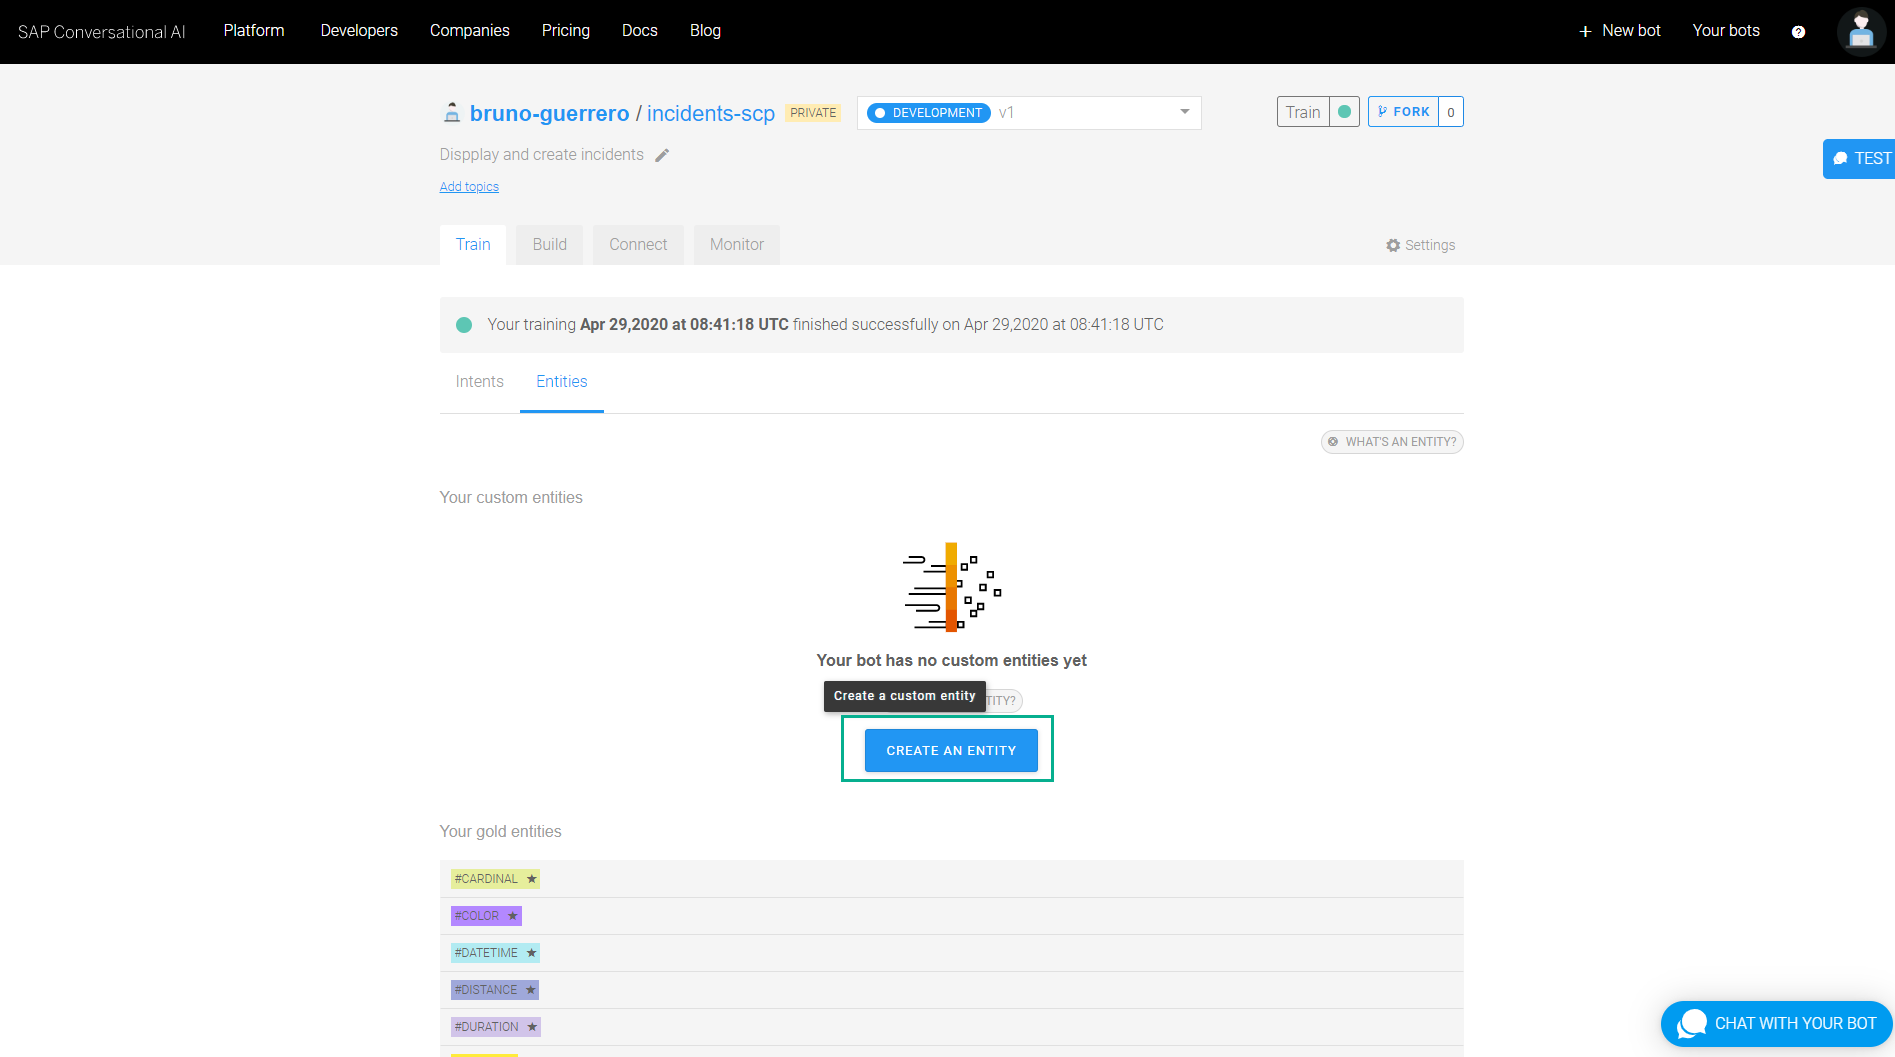 SAP Conversational AI Platform Developers Companies Pricing Docs Blog + New bot Your bots ?
bruno-guerrero / incidents-scp PRIVATE DEVELOPMENT v1 Train FORK 0
Dispplay and create incidents
TEST
Add topics
Train Build Connect Monitor Settings
Your training Apr 29,2020 at 08:41:18 UTC finished successfully on Apr 29,2020 at 08:41:18 UTC
Intents Entities
WHAT'S AN ENTITY?
Your custom entities
Your bot has no custom entities yet
Create a custom entity TITY?
CREATE AN ENTITY
Your gold entities
#CARDINAL ★
#COLOR ★
#DATETIME ★
#DISTANCE ★
#DURATION ★
CHAT WITH YOUR BOT